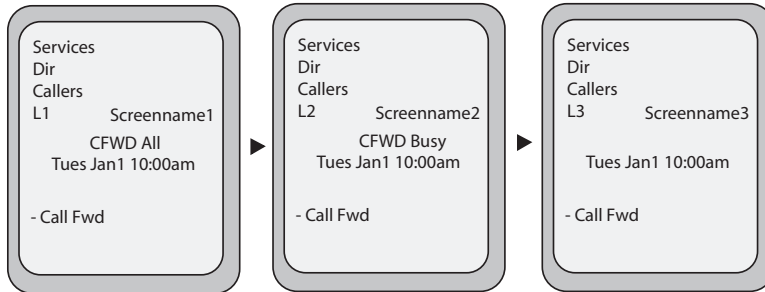 Services
Dir
Callers
L1 Screenname1
CFWD All
Tues Jan1 10:00am
- Call Fwd
Services
Dir
Callers
L2 Screenname2
CFWD Busy
Tues Jan1 10:00am
- Call Fwd
Services
Dir
Callers
L3 Screenname3
Tues Jan1 10:00am
- Call Fwd